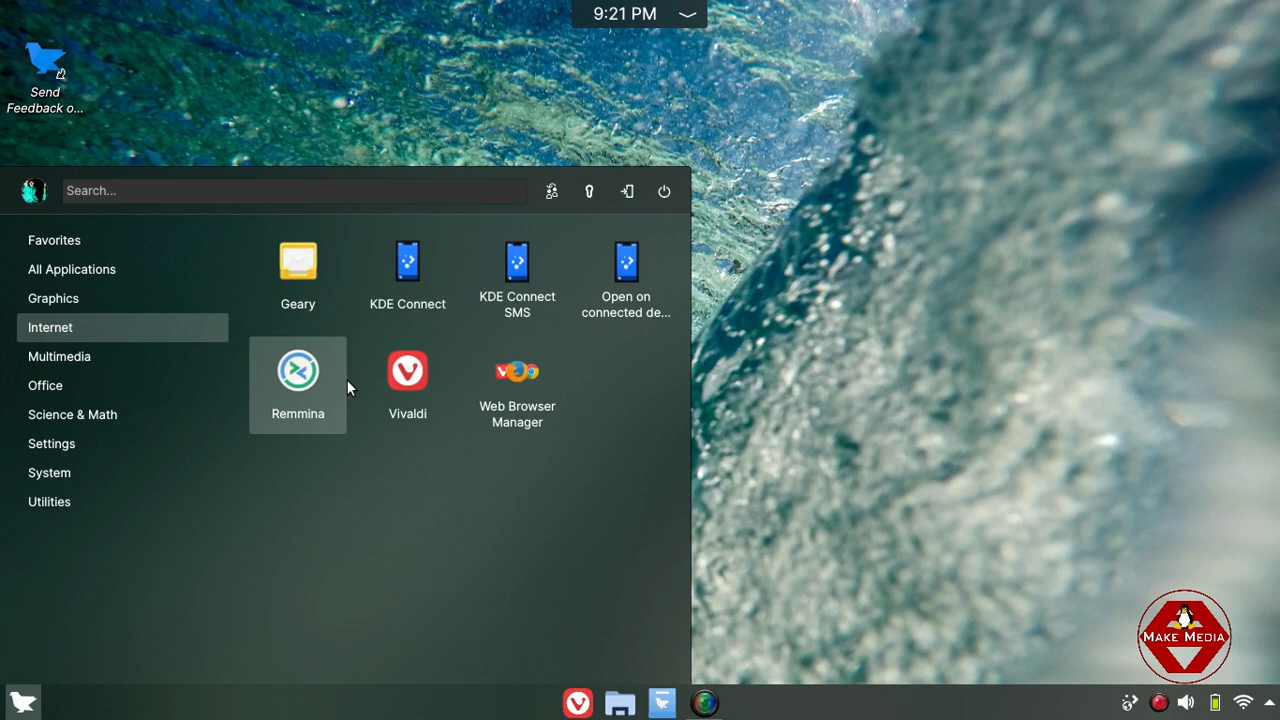 9:21 PM
Send
Feedback o...
Search...
Favorites
All Applications
Graphics
Internet
Multimedia
Office
Science & Math
Settings
System
Utilities
Geary
KDE Connect
KDE Connect
SMS
Open on
connected de...
Remmina
Vivaldi
Web Browser
Manager
MAKE MEDIA